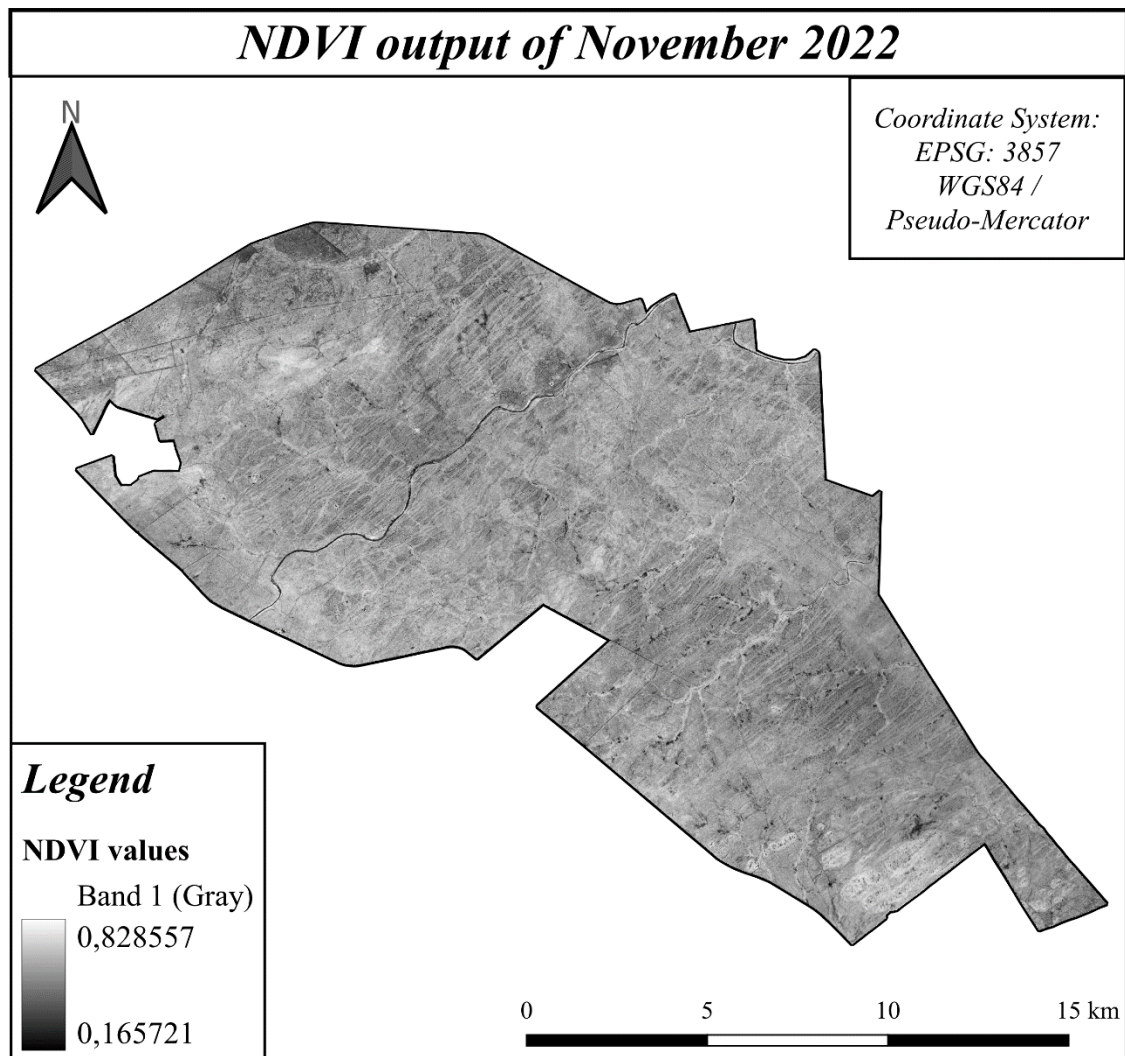 NDVI output of November 2022
N
Coordinate System:
EPSG: 3857
WGS84 /
Pseudo-Mercator
Legend
NDVI values
Band 1 (Gray)
0,828557
0,165721
0 5 10 15 km